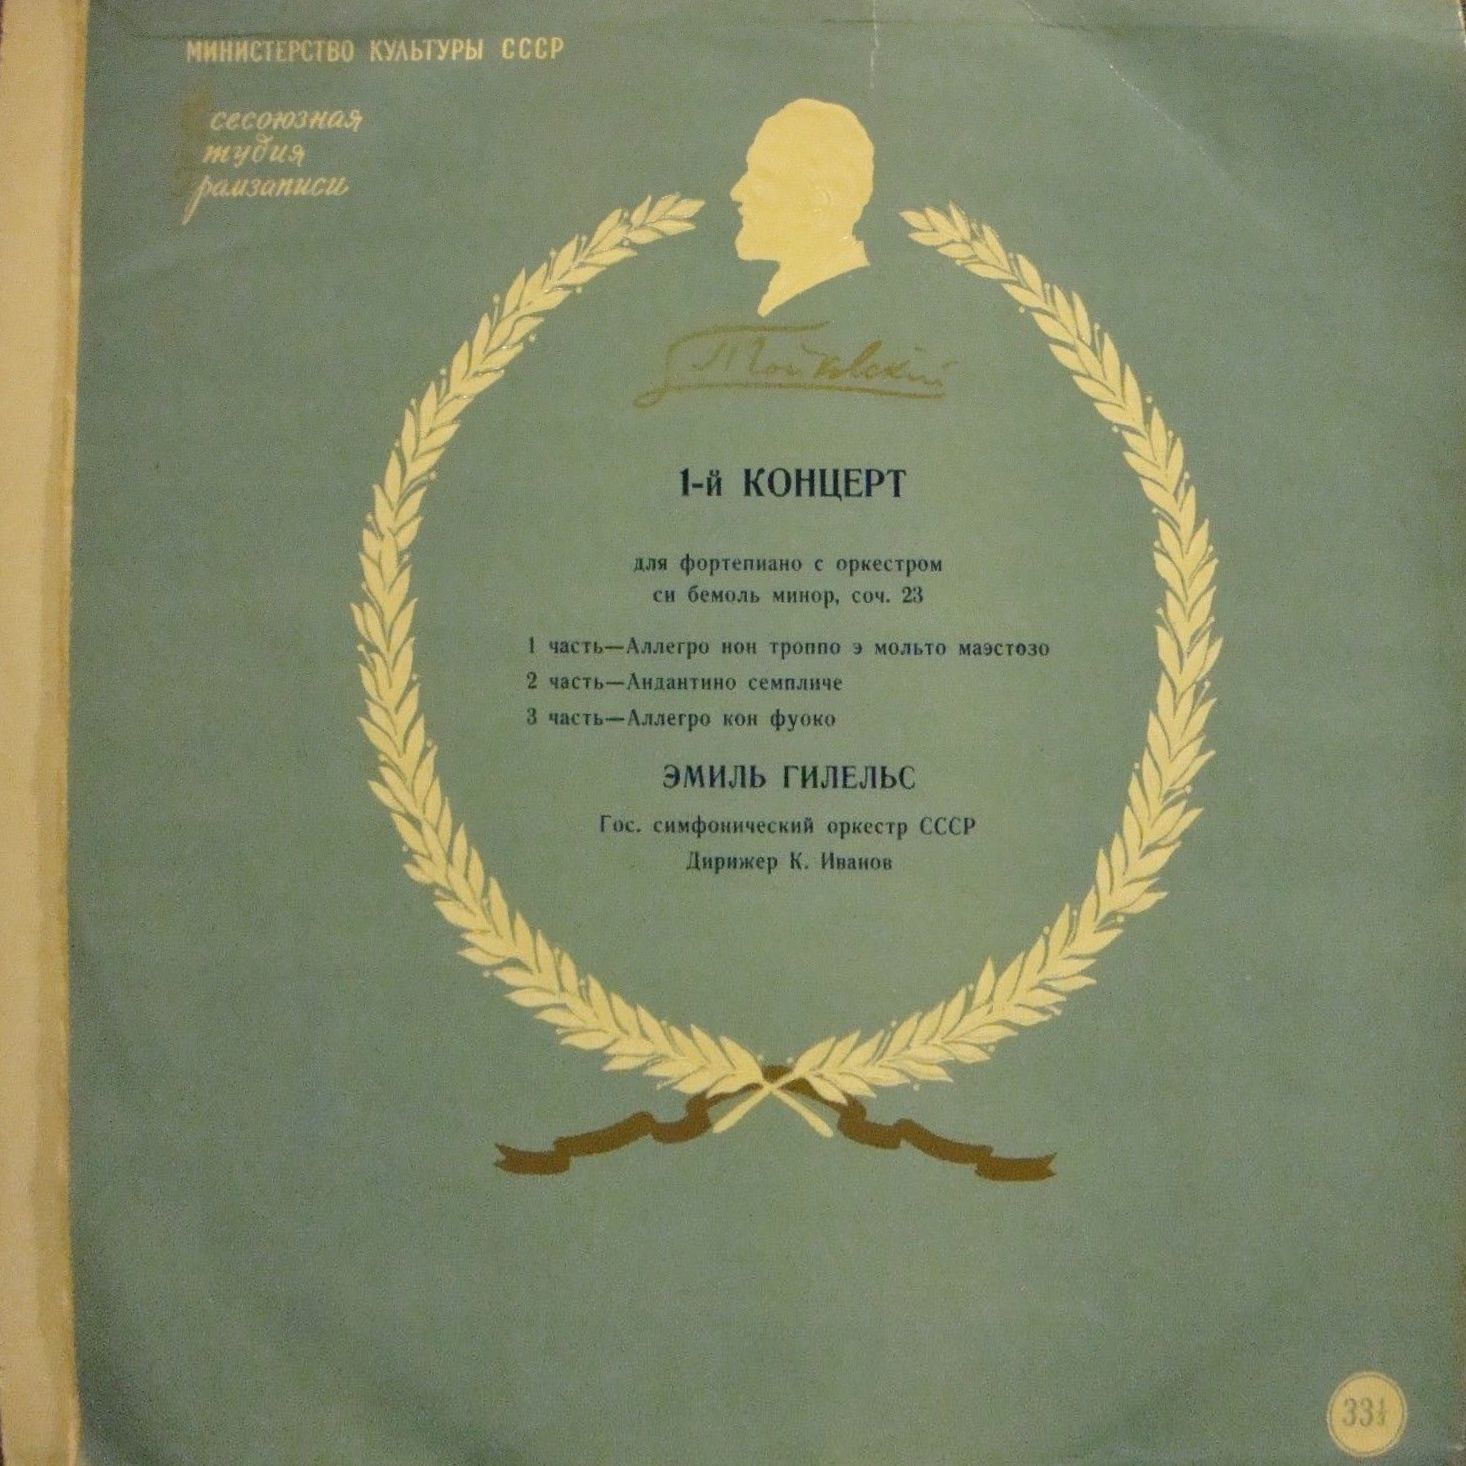 МИНИСТЕРСТВО КУЛЬТУРЫ СССР
сесоюзная
тудия
рамзаписи
1-й КОНЦЕРТ
для фортепиано с оркестром
си бемоль минор, соч. 23
1 часть—Аллегро нон троппо э мольто маэстозо
2 часть—Андантино семпличе
3 часть—Аллегро кон фуоко
ЭМИЛЬ ГИЛЕЛЬС
Гос. симфонический оркестр СССР
Дирижер К. Иванов
33⅓